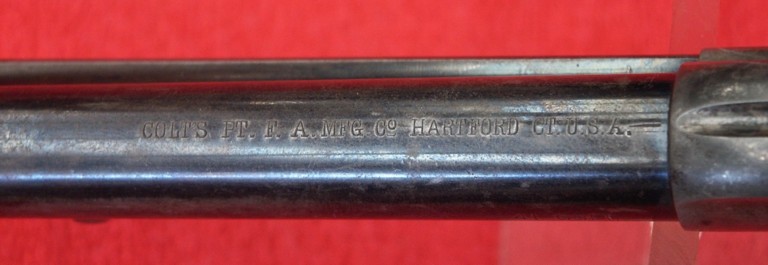 COLT'S PT. F. A. MFG. Co HARTFORD CT. U.S.A.